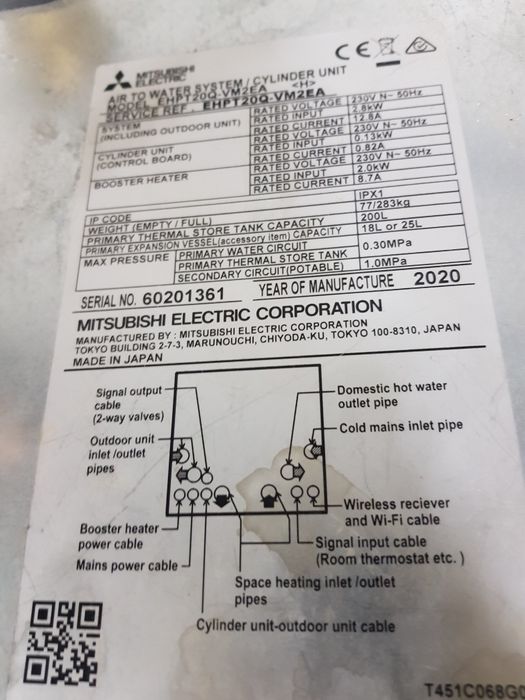 CE
MITSUBISHI
ELECTRIC
AIR TO WATER SYSTEM / CYLINDER UNIT
MODEL EHPT20Q-VM2EA <H>
SERVICE REF. EHPT20Q-VM2EA
SYSTEM
(INCLUDING OUTDOOR UNIT)
RATED VOLTAGE 230V N~ 50Hz
RATED INPUT 2.8kW
RATED CURRENT 12.8A
CYLINDER UNIT
(CONTROL BOARD)
RATED VOLTAGE 230V N~ 50Hz
RATED INPUT 0.13kW
RATED CURRENT 0.82A
BOOSTER HEATER
RATED VOLTAGE 230V N~ 50Hz
RATED INPUT 2.0kW
RATED CURRENT 8.7A
IP CODE IPX1
WEIGHT (EMPTY / FULL) 77/283kg
PRIMARY THERMAL STORE TANK CAPACITY 200L
PRIMARY EXPANSION VESSEL(accessory item) CAPACITY 18L or 25L
MAX PRESSURE
PRIMARY WATER CIRCUIT
PRIMARY THERMAL STORE TANK 0.30MPa
SECONDARY CIRCUIT(POTABLE) 1.0MPa
SERIAL NO. 60201361 YEAR OF MANUFACTURE 2020
MITSUBISHI ELECTRIC CORPORATION
MANUFACTURED BY : MITSUBISHI ELECTRIC CORPORATION
TOKYO BUILDING 2-7-3, MARUNOUCHI, CHIYODA-KU, TOKYO 100-8310, JAPAN
MADE IN JAPAN
Signal output
cable
(2-way valves)
Outdoor unit
inlet /outlet
pipes
Domestic hot water
outlet pipe
Cold mains inlet pipe
Booster heater
power cable
Mains power cable
Wireless reciever
and Wi-Fi cable
Signal input cable
(Room thermostat etc. )
Space heating inlet /outlet
pipes
Cylinder unit-outdoor unit cable